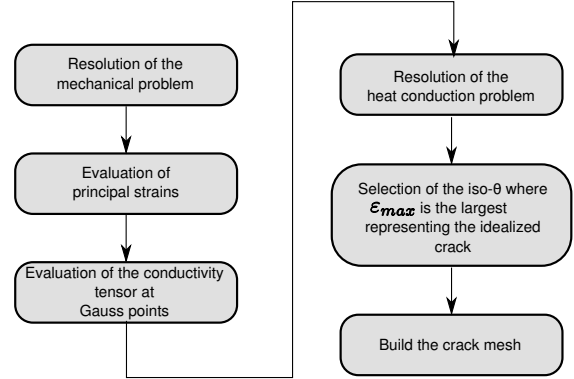 Resolution of the
mechanical problem
Evaluation of
principal strains
Evaluation of the conductivity
tensor at
Gauss points
Resolution of the
heat conduction problem
Selection of the iso-θ where
εmax is the largest
representing the idealized
crack
Build the crack mesh